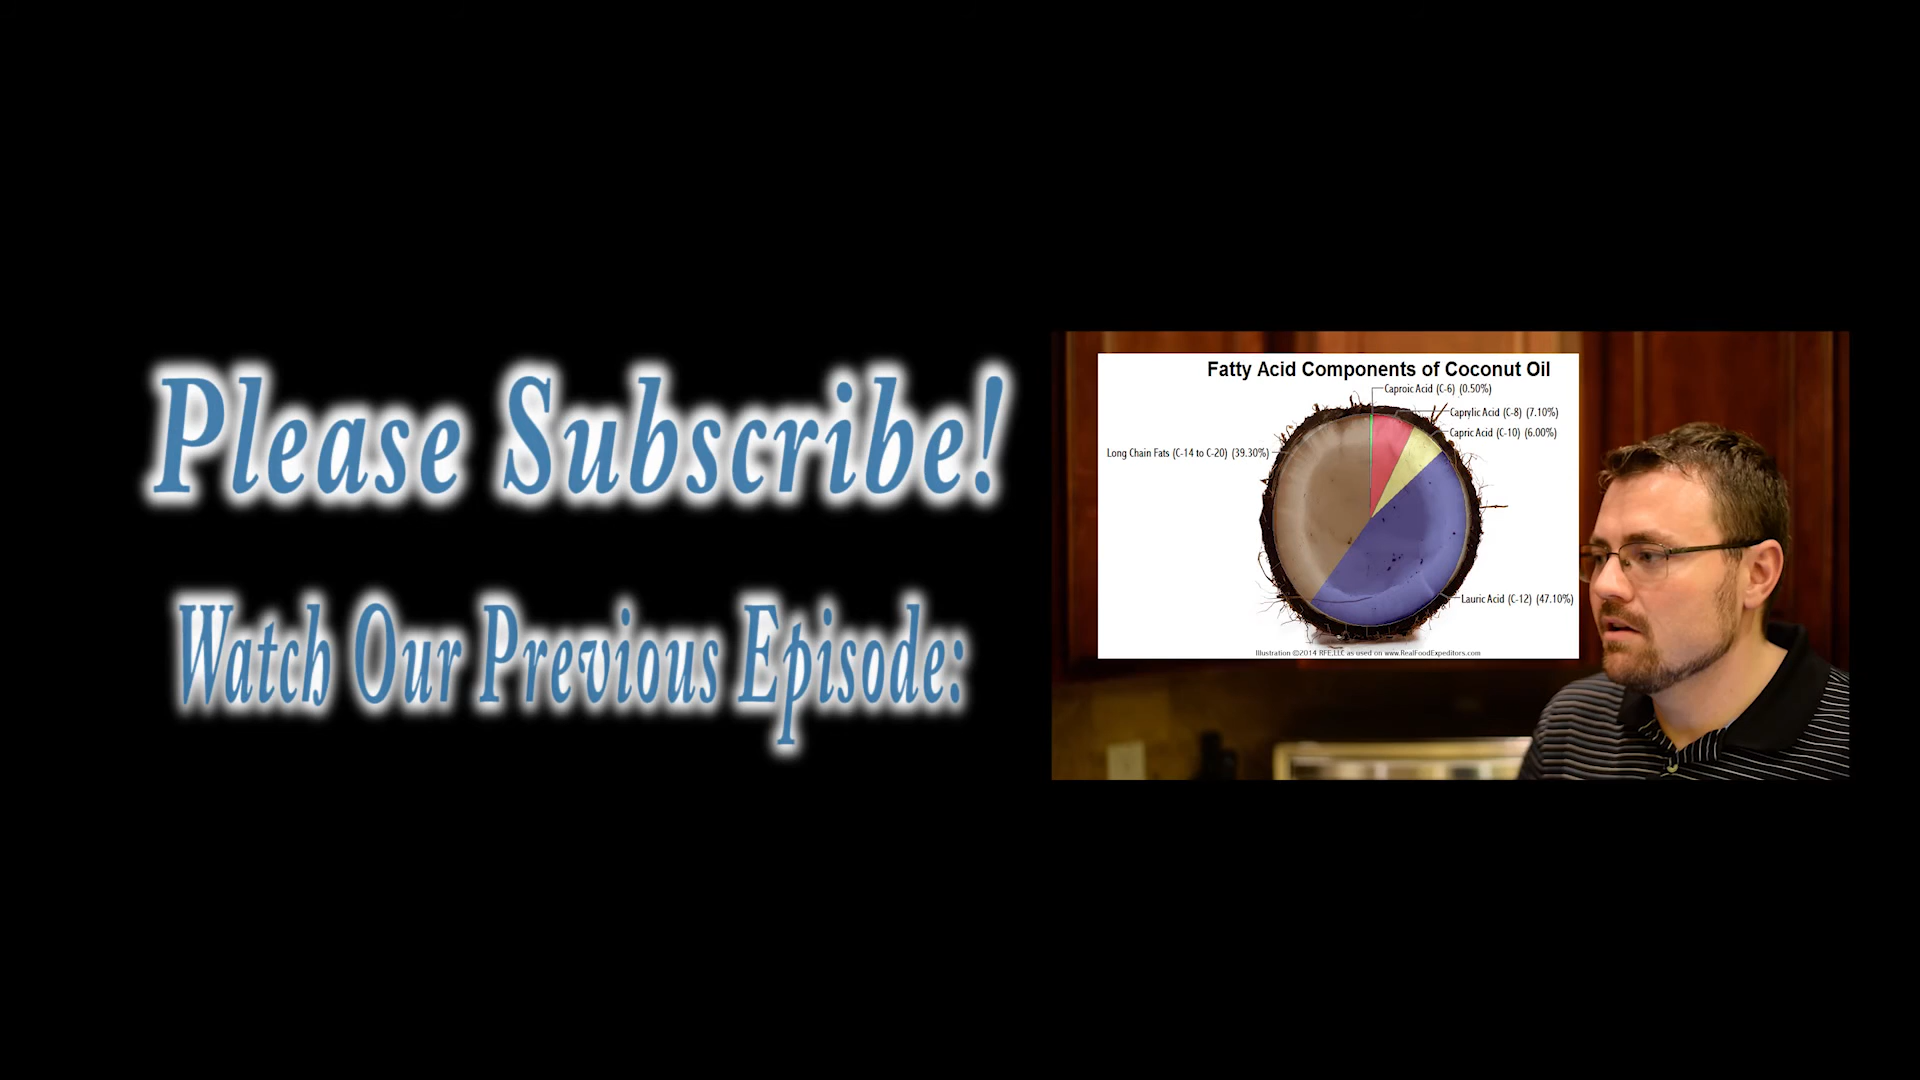 Please Subscribe!
Watch Our Previous Episode:
Fatty Acid Components of Coconut Oil
Caproic Acid (C-6) (0.50%)
Caprylic Acid (C-8) (7.10%)
Capric Acid (C-10) (6.00%)
Long Chain Fats (C-14 to C-20) (39.30%)
Lauric Acid (C-12) (47.10%)
Illustration ©2014 RFE,LLC as used on www.RealFoodExpeditors.com